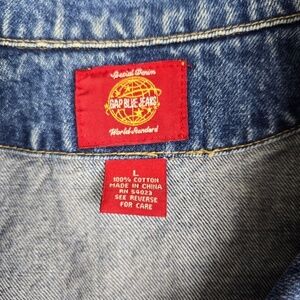 Special Denim
GAP BLUE JEANS
World Standard
L
100% COTTON
MADE IN CHINA
RN 54023
SEE REVERSE
FOR CARE